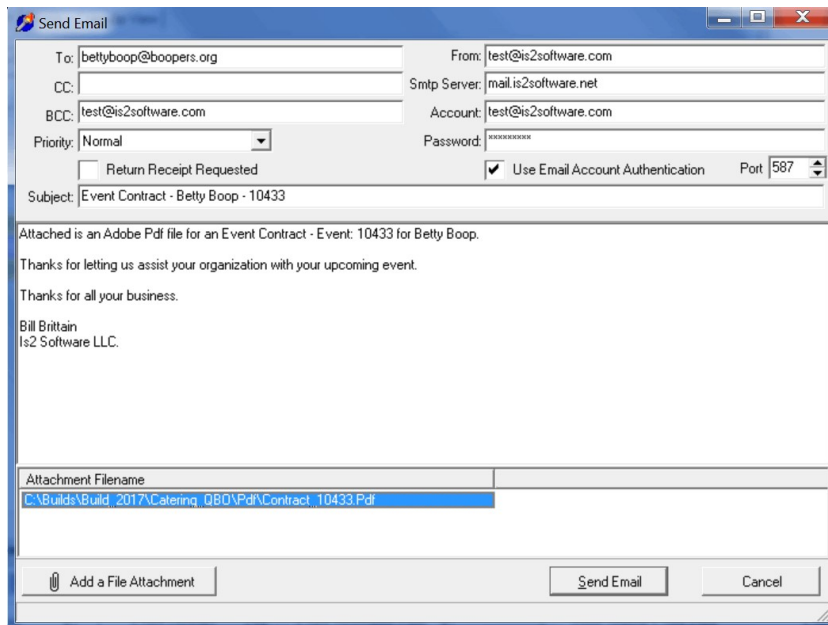 Send Email
To: bettyboop@boopers.org
From: test@is2software.com
CC:
Smtp Server: mail.is2software.net
BCC: test@is2software.com
Account: test@is2software.com
Priority: Normal
Password: *********
Return Receipt Requested
Use Email Account Authentication
Port 587
Subject: Event Contract - Betty Boop - 10433
Attached is an Adobe Pdf file for an Event Contract - Event: 10433 for Betty Boop.
Thanks for letting us assist your organization with your upcoming event.
Thanks for all your business.
Bill Brittain
Is2 Software LLC.
Attachment Filename
C:\Builds\Build_2017\Catering_QBO\Pdf\Contract_10433.Pdf
Add a File Attachment
Send Email
Cancel